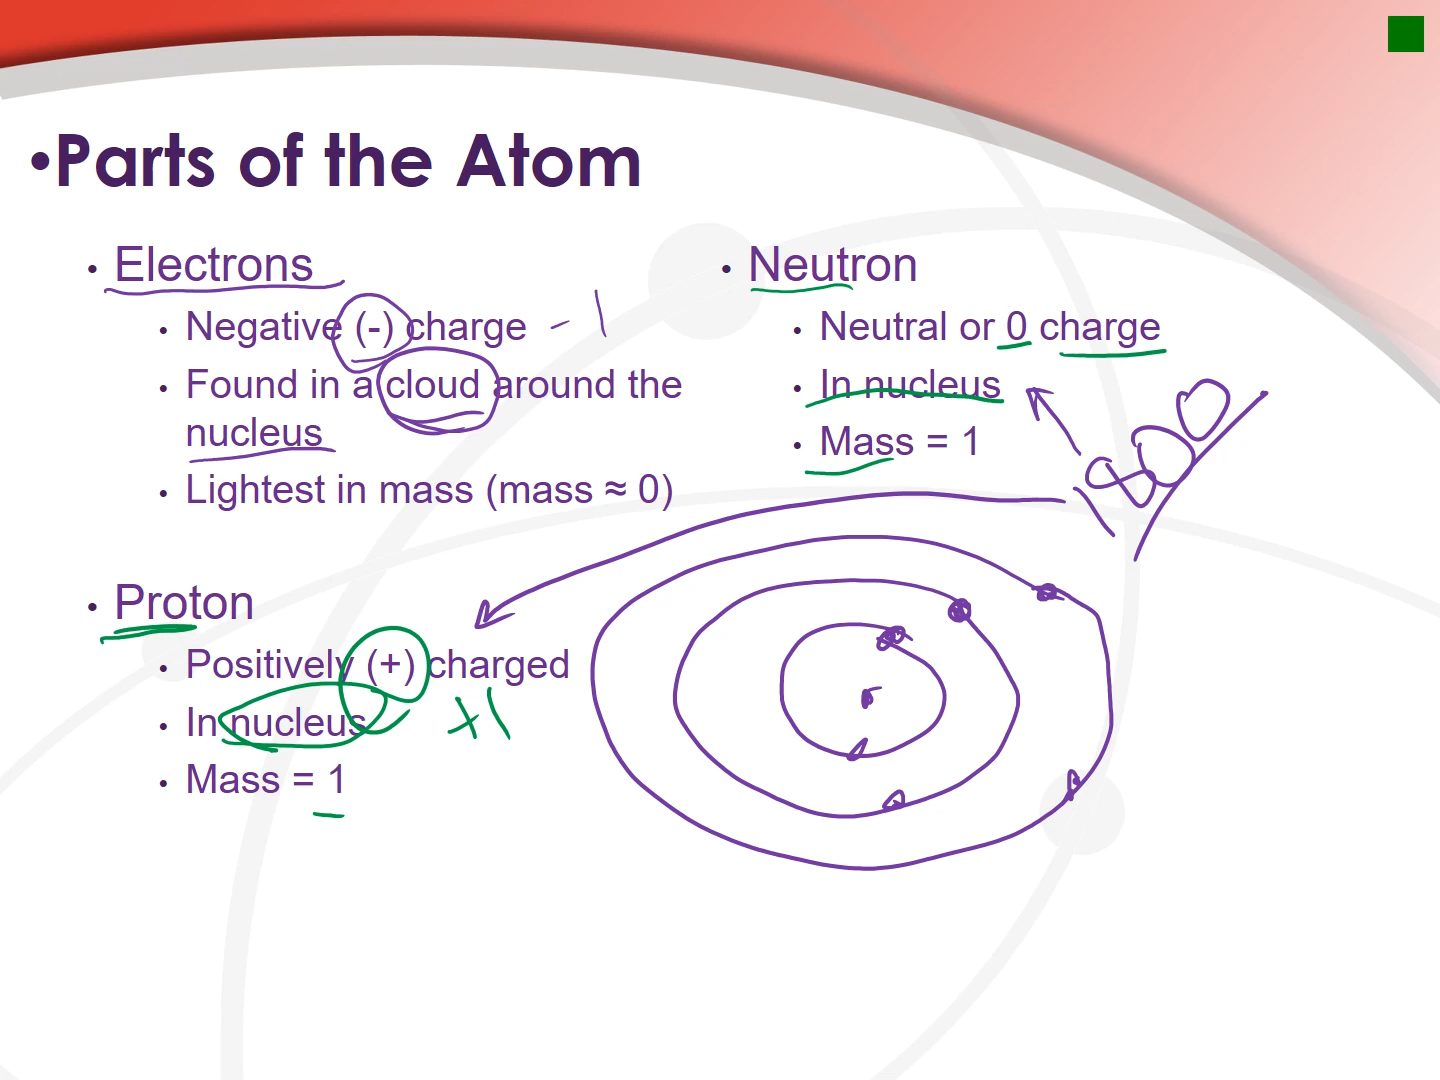 •Parts of the Atom
• Electrons
• Negative (-) charge -1
• Found in a cloud around the
nucleus
• Lightest in mass (mass ≈ 0)
• Proton
• Positively (+) charged
+1
• In nucleus
• Mass = 1
• Neutron
• Neutral or 0 charge
• In nucleus
• Mass = 1